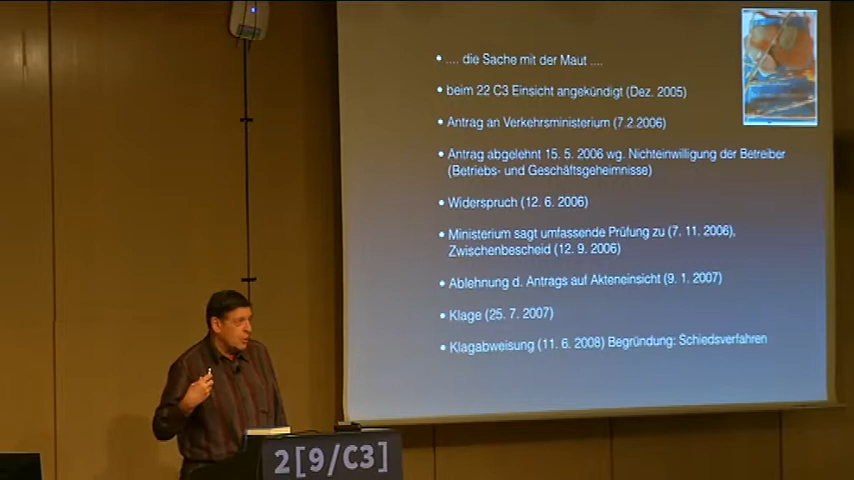 .... die Sache mit der Maut ....
beim 22 C3 Einsicht angekündigt (Dez. 2005)
Antrag an Verkehrsministerium (7.2.2006)
Antrag abgelehnt 15. 5. 2006 wg. Nichteinwilligung der Betreiber
(Betriebs- und Geschäftsgeheimnisse)
Widerspruch (12. 6. 2006)
Ministerium sagt umfassende Prüfung zu (7. 11. 2006),
Zwischenbescheid (12. 9. 2006)
Ablehnung d. Antrags auf Akteneinsicht (9. 1. 2007)
Klage (25. 7. 2007)
Klagabweisung (11. 6. 2008) Begründung: Schiedsverfahren
2[9/C3]